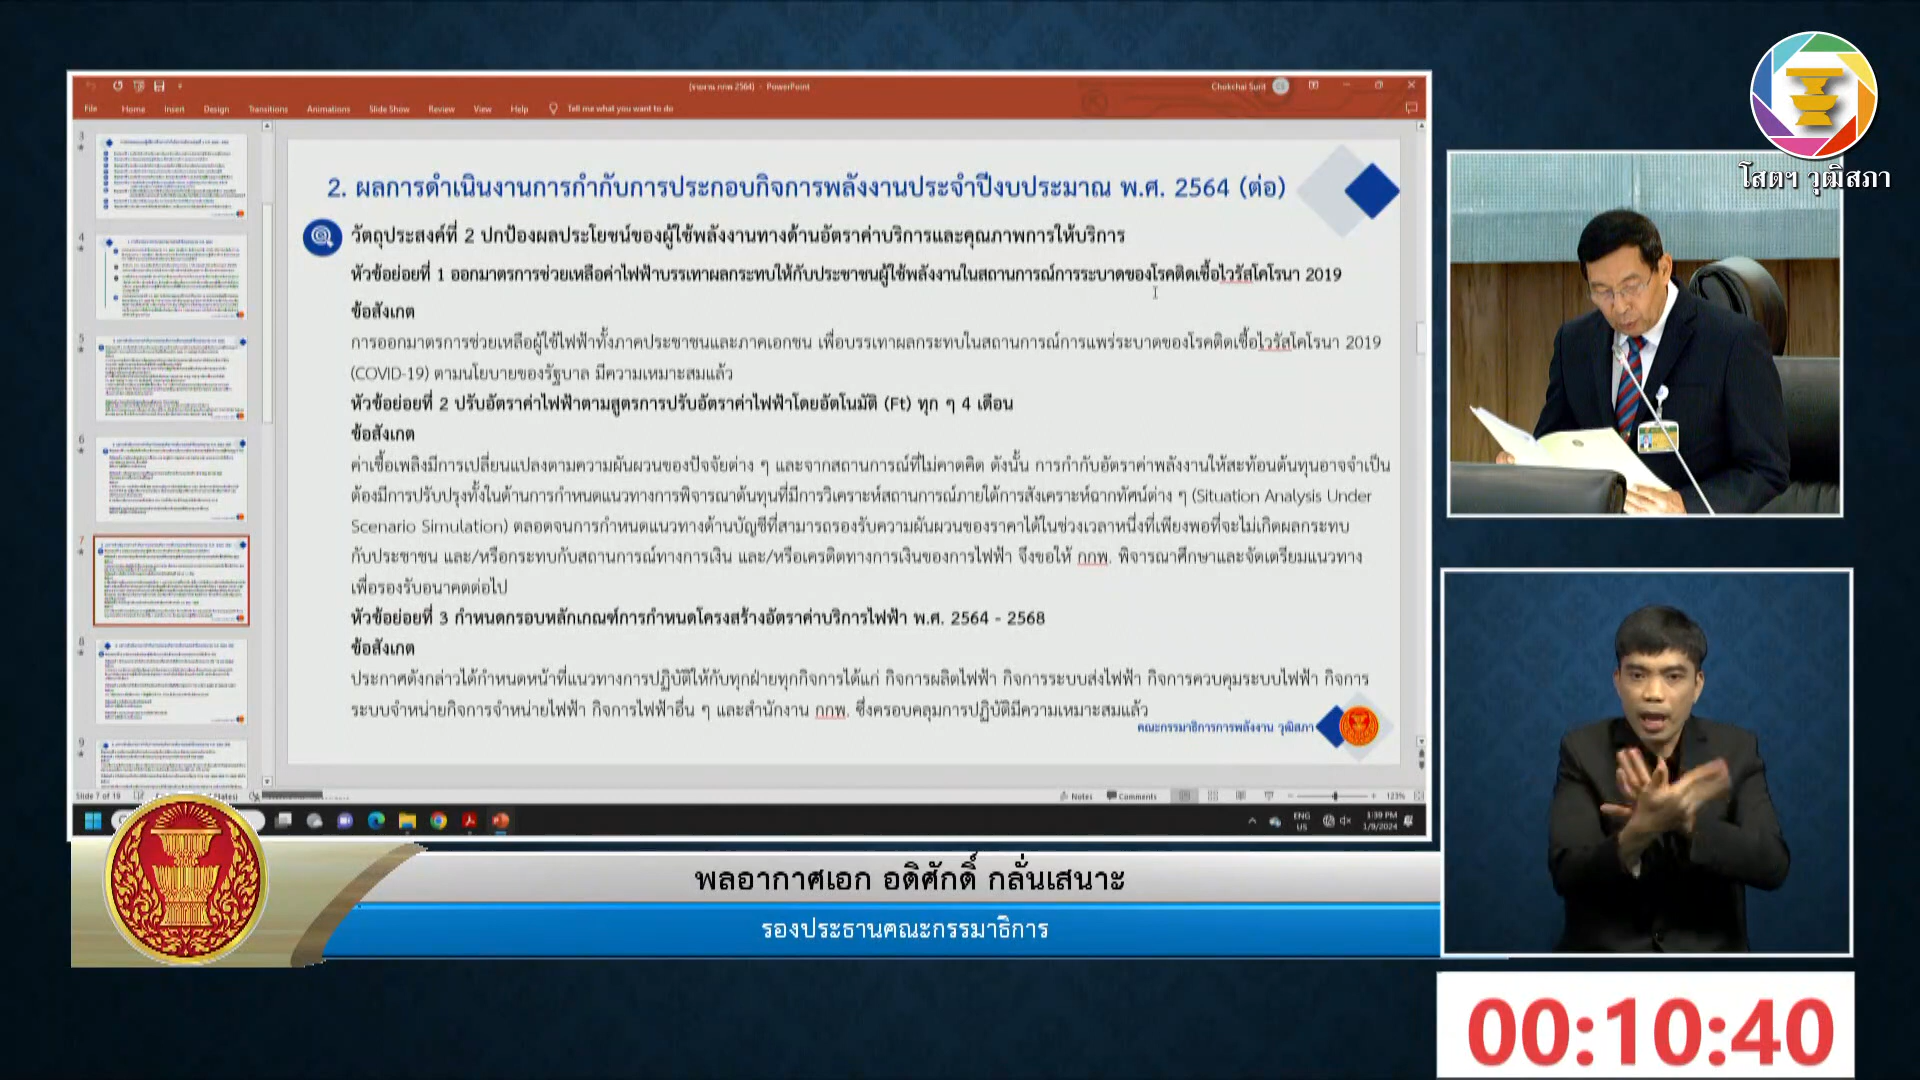 โสตฯ วุฒิสภา
(รายงาน กกพ 2564) - PowerPoint
Chokchai Surit
File Home Insert Design Transitions Animations Slide Show Review View Help Tell me what you want to do
2. ผลการดำเนินงานการกำกับการประกอบกิจการพลังงานประจำปีงบประมาณ พ.ศ. 2564 (ต่อ)
วัตถุประสงค์ที่ 2 ปกป้องผลประโยชน์ของผู้ใช้พลังงานทางด้านอัตราค่าบริการและคุณภาพการให้บริการ
หัวข้อย่อยที่ 1 ออกมาตรการช่วยเหลือค่าไฟฟ้าบรรเทาผลกระทบให้กับประชาชนผู้ใช้พลังงานในสถานการณ์การระบาดของโรคติดเชื้อไวรัสโคโรนา 2019
ข้อสังเกต
การออกมาตรการช่วยเหลือผู้ใช้ไฟฟ้าทั้งภาคประชาชนและภาคเอกชน เพื่อบรรเทาผลกระทบในสถานการณ์การแพร่ระบาดของโรคติดเชื้อไวรัสโคโรนา 2019
(COVID-19) ตามนโยบายของรัฐบาล มีความเหมาะสมแล้ว
หัวข้อย่อยที่ 2 ปรับอัตราค่าไฟฟ้าตามสูตรการปรับอัตราค่าไฟฟ้าโดยอัตโนมัติ (Ft) ทุก ๆ 4 เดือน
ข้อสังเกต
ค่าเชื้อเพลิงมีการเปลี่ยนแปลงตามความผันผวนของปัจจัยต่าง ๆ และจากสถานการณ์ที่ไม่คาดคิด ดังนั้น การกำกับอัตราค่าพลังงานให้สะท้อนต้นทุนอาจจำเป็น
ต้องมีการปรับปรุงทั้งในด้านการกำหนดแนวทางการพิจารณาต้นทุนที่มีการวิเคราะห์สถานการณ์ภายใต้การสังเคราะห์ฉากทัศน์ต่าง ๆ (Situation Analysis Under
Scenario Simulation) ตลอดจนการกำหนดแนวทางด้านบัญชีที่สามารถรองรับความผันผวนของราคาได้ในช่วงเวลาหนึ่งที่เพียงพอที่จะไม่เกิดผลกระทบ
กับประชาชน และ/หรือกระทบกับสถานการณ์ทางการเงิน และ/หรือเครดิตทางการเงินของการไฟฟ้า จึงขอให้ กกพ. พิจารณาศึกษาและจัดเตรียมแนวทาง
เพื่อรองรับอนาคตต่อไป
หัวข้อย่อยที่ 3 กำหนดกรอบหลักเกณฑ์การกำหนดโครงสร้างอัตราค่าบริการไฟฟ้า พ.ศ. 2564 - 2568
ข้อสังเกต
ประกาศดังกล่าวได้กำหนดหน้าที่แนวทางการปฏิบัติให้กับทุกฝ่ายทุกกิจการได้แก่ กิจการผลิตไฟฟ้า กิจการระบบส่งไฟฟ้า กิจการควบคุมระบบไฟฟ้า กิจการ
ระบบจำหน่ายกิจการจำหน่ายไฟฟ้า กิจการไฟฟ้าอื่น ๆ และสำนักงาน กกพ. ซึ่งครอบคลุมการปฏิบัติมีความเหมาะสมแล้ว
คณะกรรมาธิการการพลังงาน วุฒิสภา
3
4
5
6
7
8
9
Slide 7 of 19
Notes Comments 123%
ENG
US
1:39 PM
1/9/2024
พลอากาศเอก อดิศักดิ์ กลั่นเสนาะ
รองประธานคณะกรรมาธิการ
00:10:40